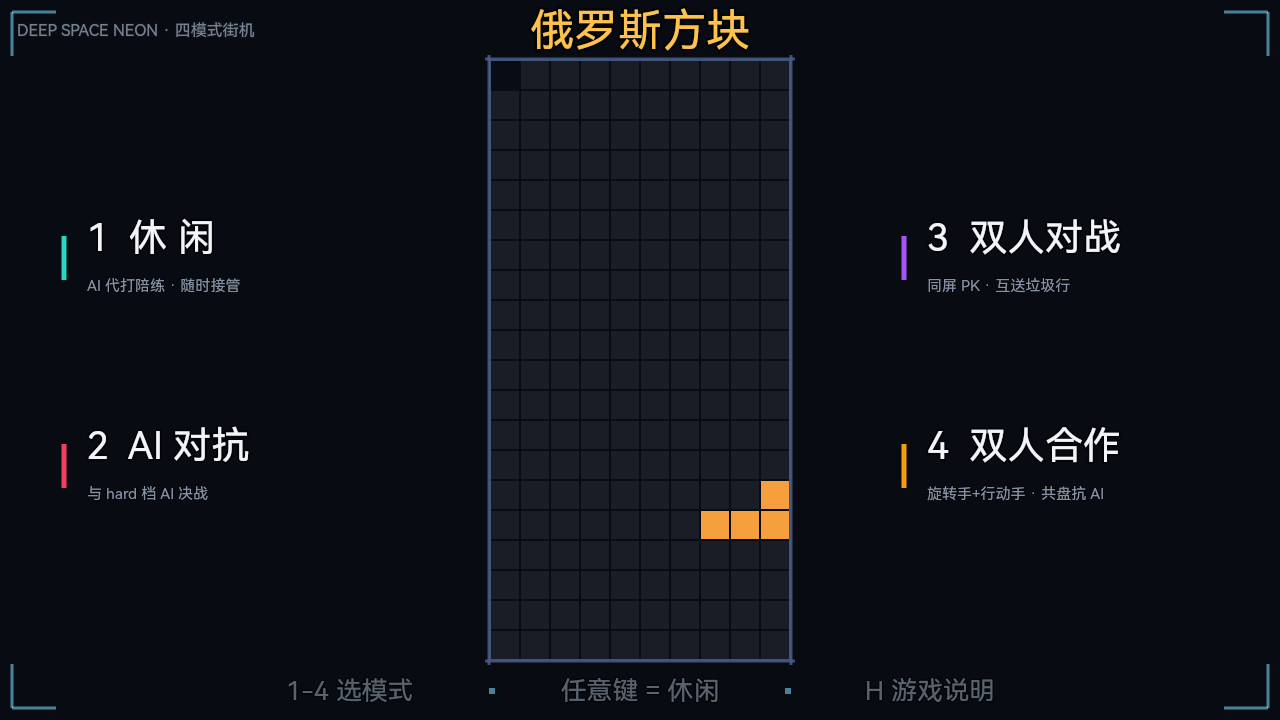 DEEP SPACE NEON · 四模式街机
俄罗斯方块
1 休 闲
AI 代打陪练 · 随时接管
2 AI 对抗
与 hard 档 AI 决战
3 双人对战
同屏 PK · 互送垃圾行
4 双人合作
旋转手+行动手 · 共盘抗 AI
1-4 选模式 ▪ 任意键 = 休闲 ▪ H 游戏说明